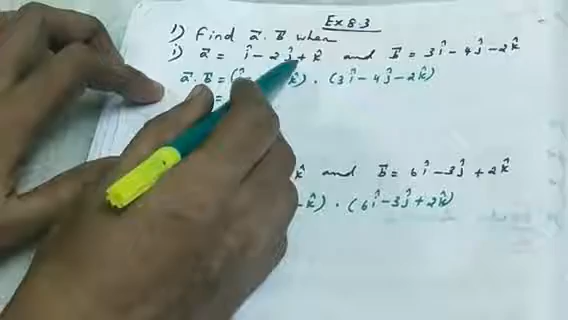 Ex 8.3
1) Find a⃗ . b⃗ when
i) a⃗ = î - 2ĵ + k̂ and b⃗ = 3î - 4ĵ - 2k̂
a⃗ . b⃗ = (î k̂) . (3î - 4ĵ - 2k̂)
=
k̂ and b⃗ = 6î - 3ĵ + 2k̂
- k̂) . (6î - 3ĵ + 2k̂)